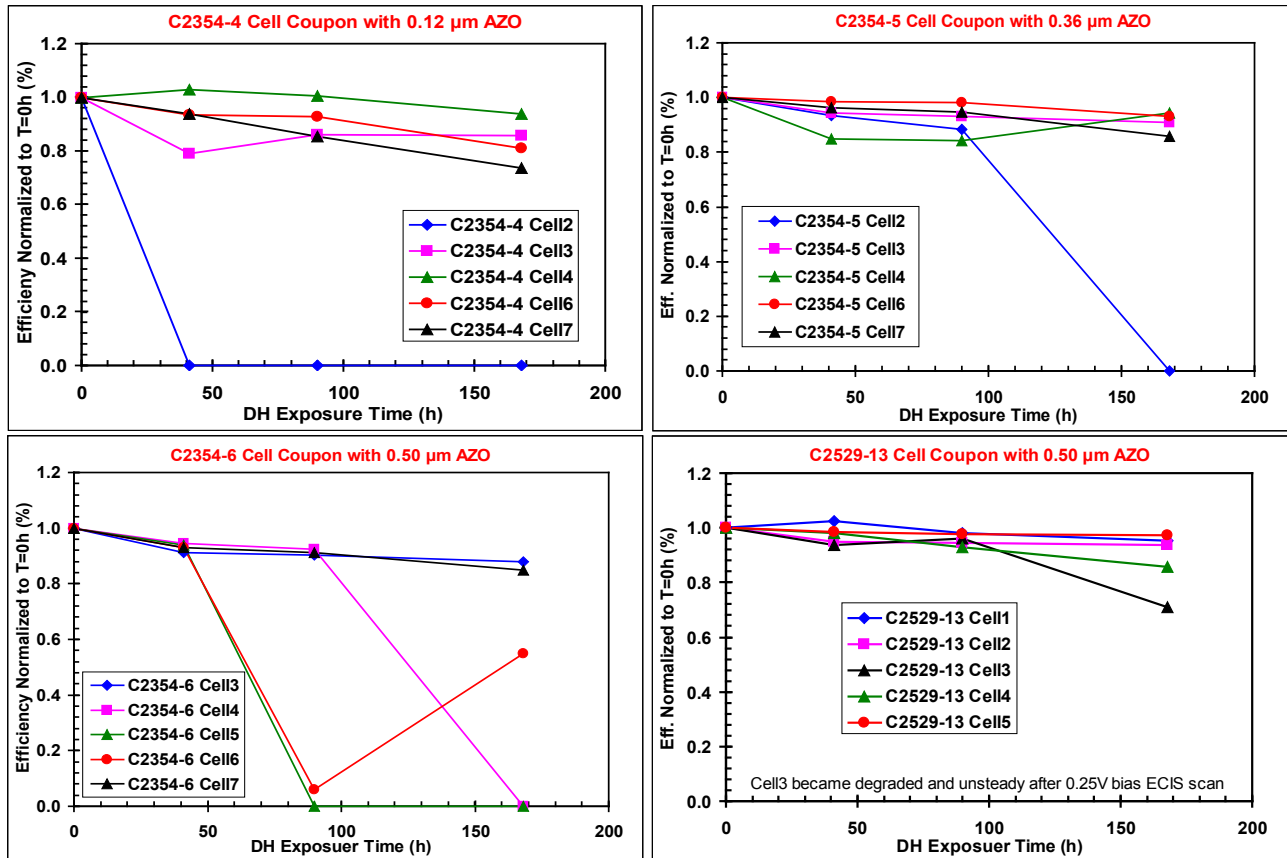 C2354-4 Cell Coupon with 0.12 µm AZO
Efficieny Normalized to T=0h (%)
1.2
1.0
0.8
0.6
0.4
0.2
0.0
C2354-4 Cell2
C2354-4 Cell3
C2354-4 Cell4
C2354-4 Cell6
C2354-4 Cell7
0 50 100 150 200
DH Exposure Time (h)
C2354-5 Cell Coupon with 0.36 µm AZO
Eff. Normalized to T=0h (%)
1.2
1.0
0.8
0.6
0.4
0.2
0.0
C2354-5 Cell2
C2354-5 Cell3
C2354-5 Cell4
C2354-5 Cell6
C2354-5 Cell7
0 50 100 150 200
DH Exposure Time (h)
C2354-6 Cell Coupon with 0.50 µm AZO
Efficiency Normalized to T=0h (%)
1.2
1.0
0.8
0.6
0.4
0.2
0.0
C2354-6 Cell3
C2354-6 Cell4
C2354-6 Cell5
C2354-6 Cell6
C2354-6 Cell7
0 50 100 150 200
DH Exposuer Time (h)
C2529-13 Cell Coupon with 0.50 µm AZO
Eff. Normalized to T=0h (%)
1.2
1.0
0.8
0.6
0.4
0.2
0.0
C2529-13 Cell1
C2529-13 Cell2
C2529-13 Cell3
C2529-13 Cell4
C2529-13 Cell5
Cell3 became degraded and unsteady after 0.25V bias ECIS scan
0 50 100 150 200
DH Exposure Time (h)